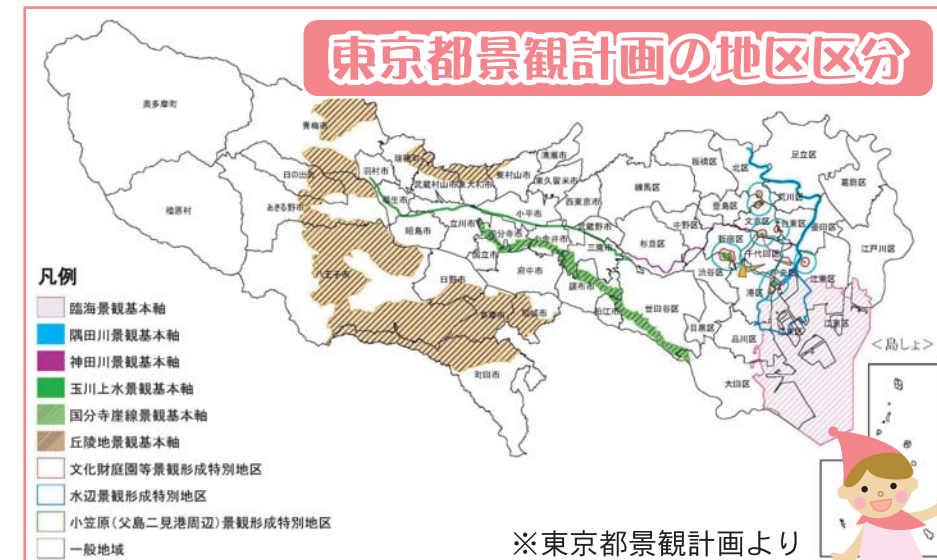 東京都景観計画の地区区分
奥多摩町
青梅市
檜原村
日の出町
あきる野市
羽村市
瑞穂町
福生市
武蔵村山市
東大和市
東村山市
清瀬市
東久留米市
西東京市
小平市
立川市
昭島市
国分寺市
小金井市
武蔵野市
三鷹市
国立市
府中市
調布市
狛江市
八王子市
日野市
多摩市
稲城市
町田市
練馬区
板橋区
北区
足立区
葛飾区
荒川区
豊島区
文京区
台東区
墨田区
江戸川区
中野区
杉並区
新宿区
千代田区
渋谷区
中央区
江東区
港区
世田谷区
目黒区
品川区
大田区
江東区
<島しょ>
凡例
臨海景観基本軸
隅田川景観基本軸
神田川景観基本軸
玉川上水景観基本軸
国分寺崖線景観基本軸
丘陵地景観基本軸
文化財庭園等景観形成特別地区
水辺景観形成特別地区
小笠原(父島二見港周辺)景観形成特別地区
一般地域
※東京都景観計画より